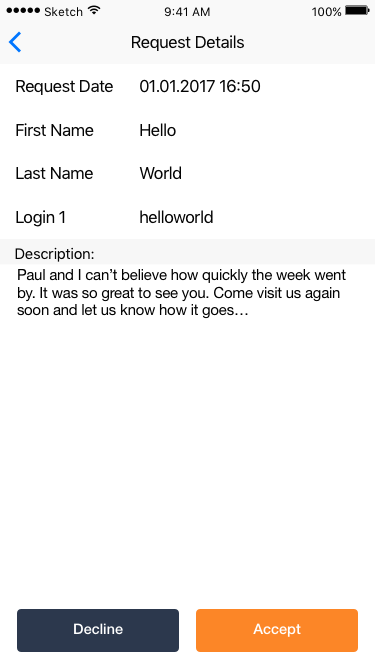 Sketch 9:41 AM 100%
Request Details
Request Date 01.01.2017 16:50
First Name Hello
Last Name World
Login 1 helloworld
Description:
Paul and I can’t believe how quickly the week went
by. It was so great to see you. Come visit us again
soon and let us know how it goes…
Decline Accept